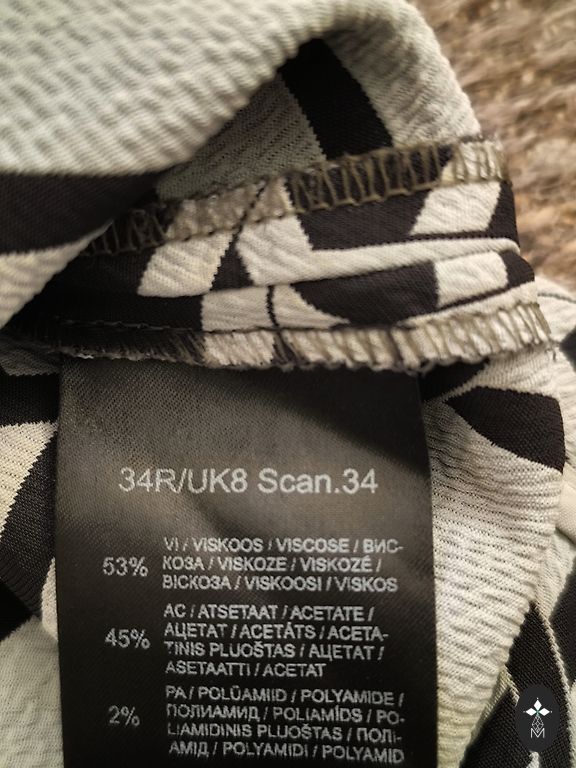 34R/UK8 Scan.34
53% VI / VISKOOS / VISCOSE / ВИС-
КОЗА / VISKOZE / VISKOZĖ /
ВІСКОЗА / VISKOOSI / VISKOS
AC / ATSETAAT / ACETATE /
45% АЦЕТАТ / ACETĀTS / ACETA-
TINIS PLUOŠTAS / АЦЕТАТ /
ASETAATTI / ACETAT
PA / POLÜAMIID / POLYAMIDE /
2% ПОЛИАМИД / POLIAMĪDS / PO-
LIAMIDINIS PLUOŠTAS / ПОЛІ-
АМІД / POLYAMIDI / POLYAMID
M